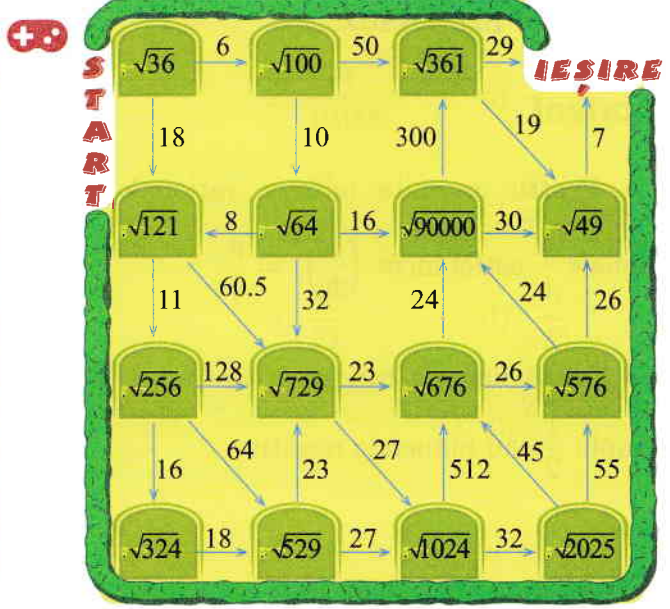 START
IEȘIRE
√36 6 √100 50 √361 29
18 10 300 19 7
√121 8 √64 16 √90000 30 √49
11 60.5 32 24 24 26
√256 128 √729 23 √676 26 √576
16 64 23 27 512 45 55
√324 18 √529 27 √1024 32 √2025